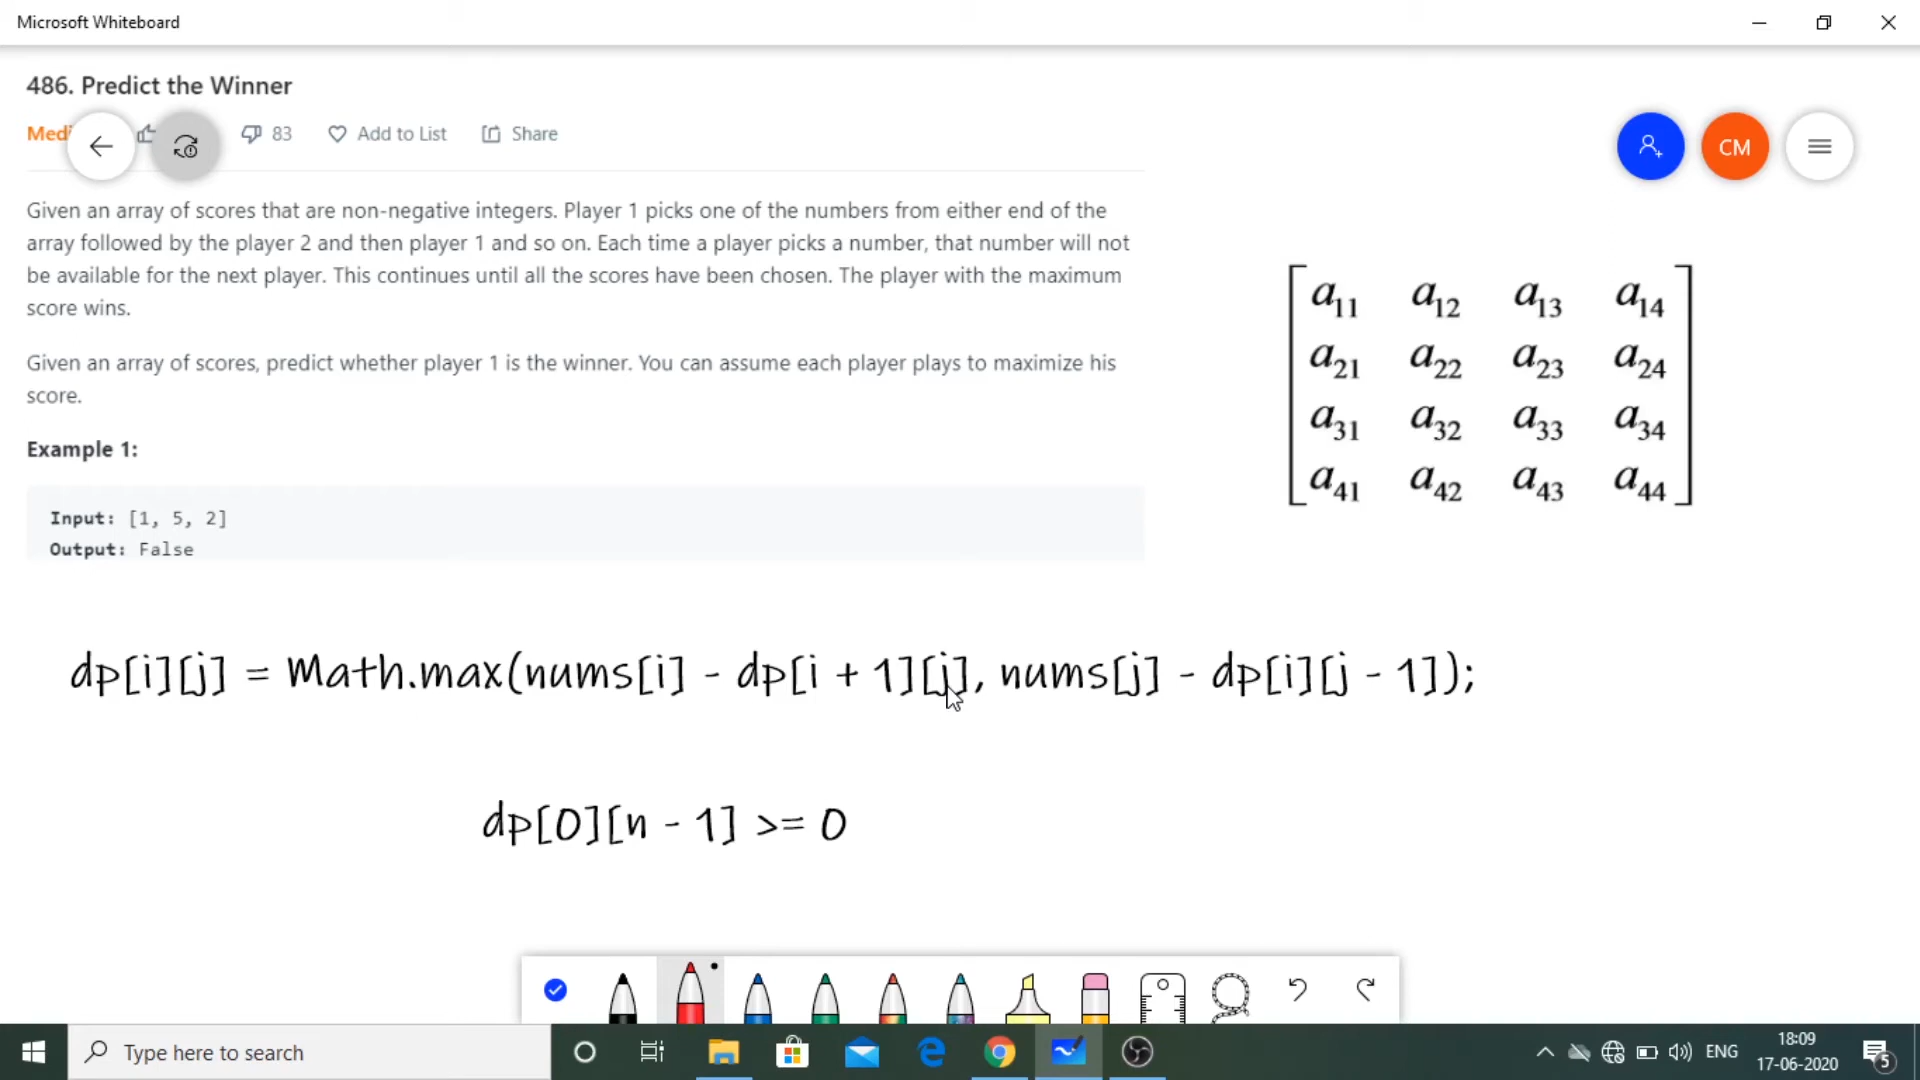 Microsoft Whiteboard
486. Predict the Winner
83 Add to List Share
CM
Given an array of scores that are non-negative integers. Player 1 picks one of the numbers from either end of the
array followed by the player 2 and then player 1 and so on. Each time a player picks a number, that number will not
be available for the next player. This continues until all the scores have been chosen. The player with the maximum
score wins.
Given an array of scores, predict whether player 1 is the winner. You can assume each player plays to maximize his
score.
Example 1:
Input: [1, 5, 2]
Output: False
a11 a12 a13 a14
a21 a22 a23 a24
a31 a32 a33 a34
a41 a42 a43 a44
dp[i][j] = Math.max(nums[i] - dp[i + 1][j], nums[j] - dp[i][j - 1]);
dp[0][n - 1] >= 0
Type here to search
ENG
18:09
17-06-2020
5